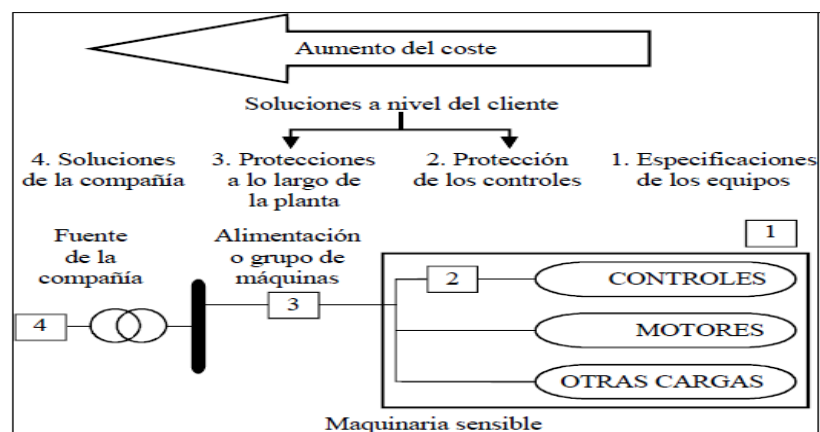 Aumento del coste
Soluciones a nivel del cliente
4. Soluciones
de la compañía
3. Protecciones
a lo largo de
la planta
2. Protección
de los controles
1. Especificaciones
de los equipos
Fuente
de la
compañía
Alimentación
o grupo de
máquinas
1
2
CONTROLES
3
4
MOTORES
OTRAS CARGAS
Maquinaria sensible